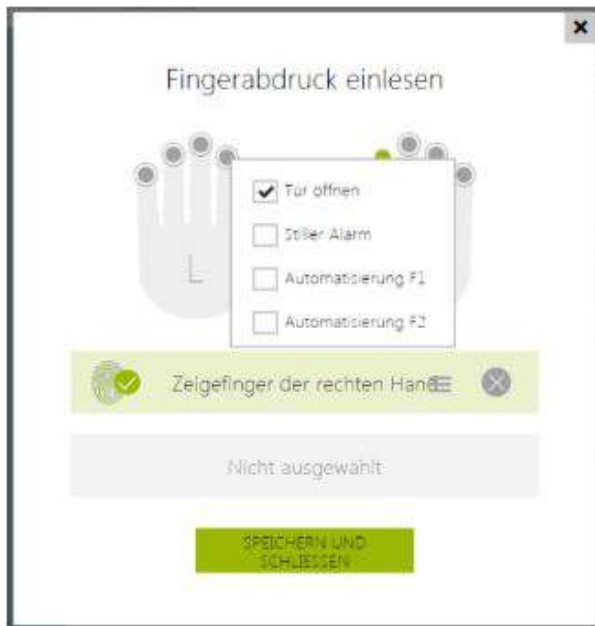 Fingerabdruck einlesen
Tür öffnen
Stiller Alarm
Automatisierung F1
L
Automatisierung F2
Zeigefinger der rechten Hand
Nicht ausgewählt
SPEICHERN UND
SCHLIESSEN